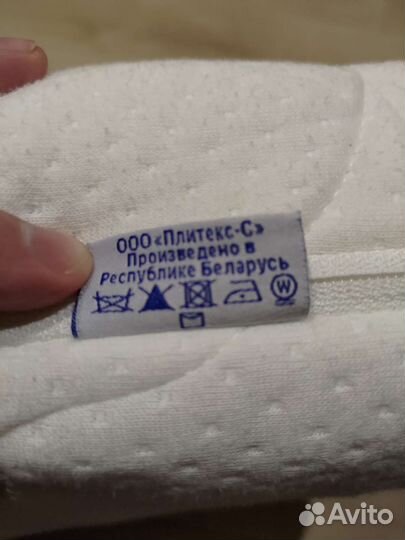 ООО «Плитекс-С»
Произведено в
Республике Беларусь
W
Avito